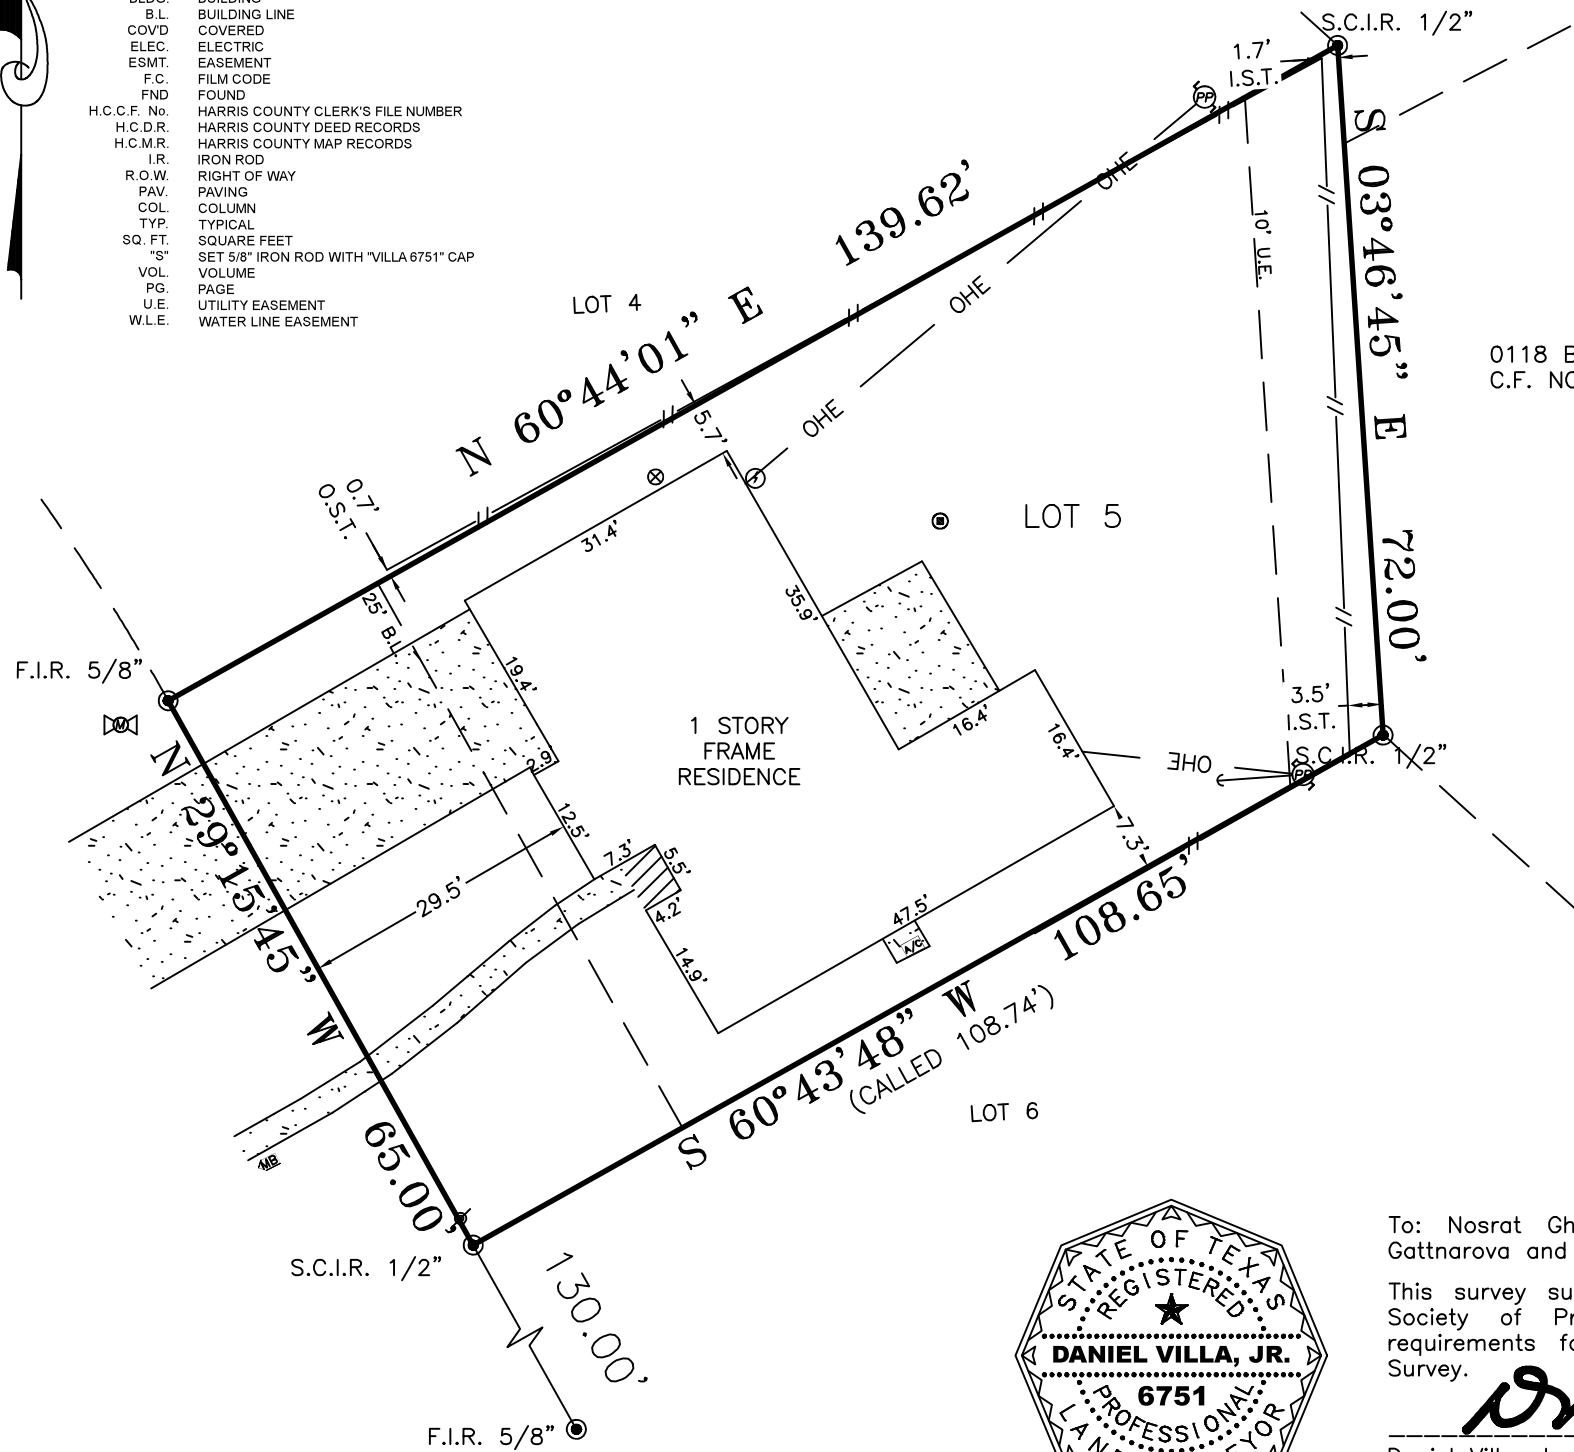 BLDG. BUILDING
B.L. BUILDING LINE
COV'D COVERED
ELEC. ELECTRIC
ESMT. EASEMENT
F.C. FILM CODE
FND FOUND
H.C.C.F. No. HARRIS COUNTY CLERK'S FILE NUMBER
H.C.D.R. HARRIS COUNTY DEED RECORDS
H.C.M.R. HARRIS COUNTY MAP RECORDS
I.R. IRON ROD
R.O.W. RIGHT OF WAY
PAV. PAVING
COL. COLUMN
TYP. TYPICAL
SQ. FT. SQUARE FEET
"S" SET 5/8" IRON ROD WITH "VILLA 6751" CAP
VOL. VOLUME
PG. PAGE
U.E. UTILITY EASEMENT
W.L.E. WATER LINE EASEMENT
S.C.I.R. 1/2"
1.7'
I.S.T.
PP
OHE
139.62'
N 60°44'01" E
LOT 4
10' U.E.
S 03°46'45" E 72.00'
OHE
OHE
0118
C.F.
5.7'
0.7'
O.S.T.
31.4'
LOT 5
25' B.L.
35.9'
F.I.R. 5/8"
M
19.4'
1 STORY
FRAME
RESIDENCE
16.4'
16.4'
3.5'
I.S.T.
S.C.I.R. 1/2"
OHE
PP
2.9'
12.5'
7.3'
5.5'
4.2'
14.9'
29.5'
7.3'
47.5'
A/C
N 29°15'45" W 65.00'
S 60°43'48" W 108.65'
(CALLED 108.74')
LOT 6
MB
S.C.I.R. 1/2"
130.00'
F.I.R. 5/8"
STATE OF TEXAS
REGISTERED
DANIEL VILLA, JR.
6751
PROFESSIONAL
To: Nosrat
Gattnarova and
This survey
Society of
requirements
Survey.